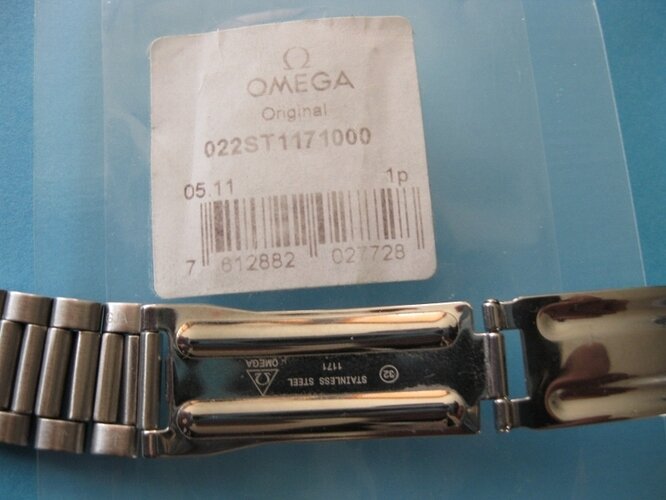 Ω
OMEGA
Original
022ST1171000
05.11 1p
7 612882 027728
32
STAINLESS STEEL
1171
Ω
OMEGA